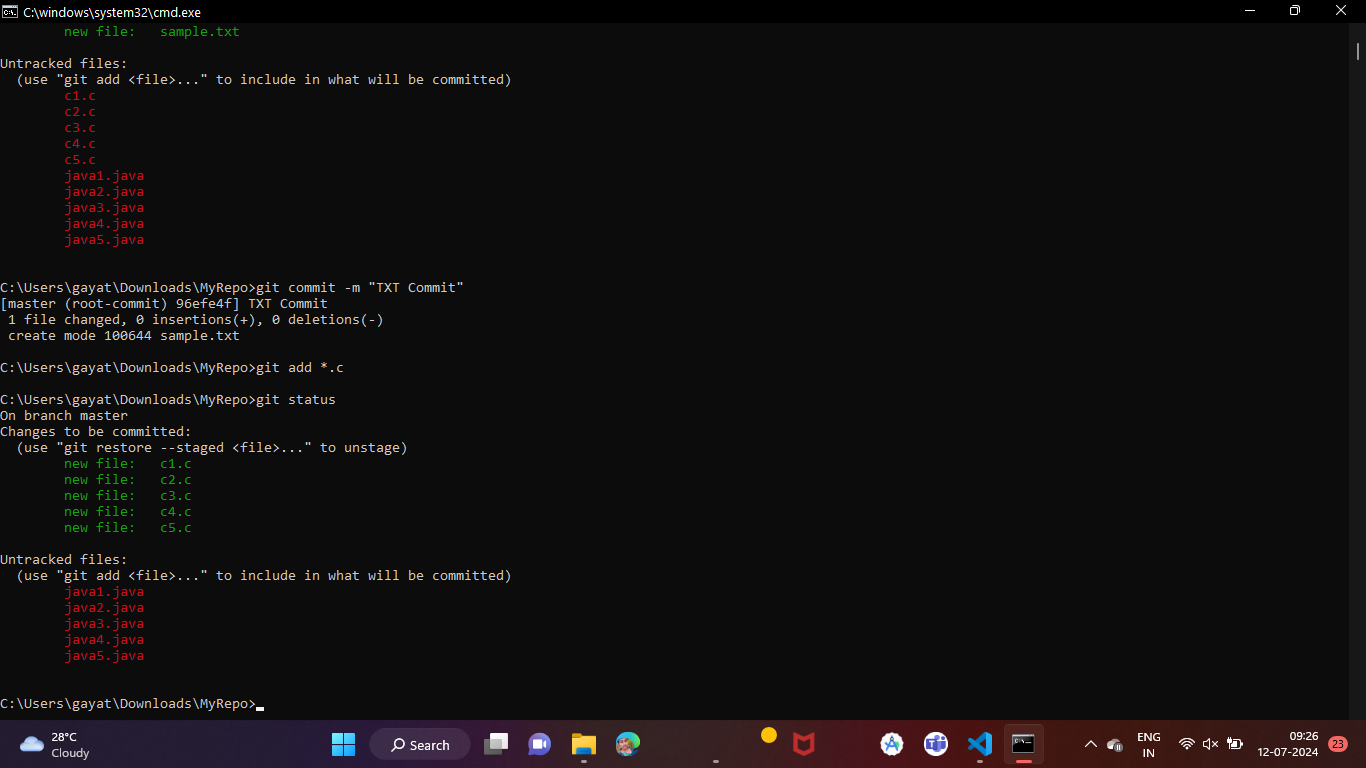 C:\windows\system32\cmd.exe
new file:   sample.txt
Untracked files:
  (use "git add <file>..." to include in what will be committed)
        c1.c
        c2.c
        c3.c
        c4.c
        c5.c
        java1.java
        java2.java
        java3.java
        java4.java
        java5.java
C:\Users\gayat\Downloads\MyRepo>git commit -m "TXT Commit"
[master (root-commit) 96efe4f] TXT Commit
 1 file changed, 0 insertions(+), 0 deletions(-)
 create mode 100644 sample.txt
C:\Users\gayat\Downloads\MyRepo>git add *.c
C:\Users\gayat\Downloads\MyRepo>git status
On branch master
Changes to be committed:
  (use "git restore --staged <file>..." to unstage)
        new file:   c1.c
        new file:   c2.c
        new file:   c3.c
        new file:   c4.c
        new file:   c5.c
Untracked files:
  (use "git add <file>..." to include in what will be committed)
        java1.java
        java2.java
        java3.java
        java4.java
        java5.java
C:\Users\gayat\Downloads\MyRepo>
28°C
Cloudy
Search
ENG
IN
09:26
12-07-2024
23